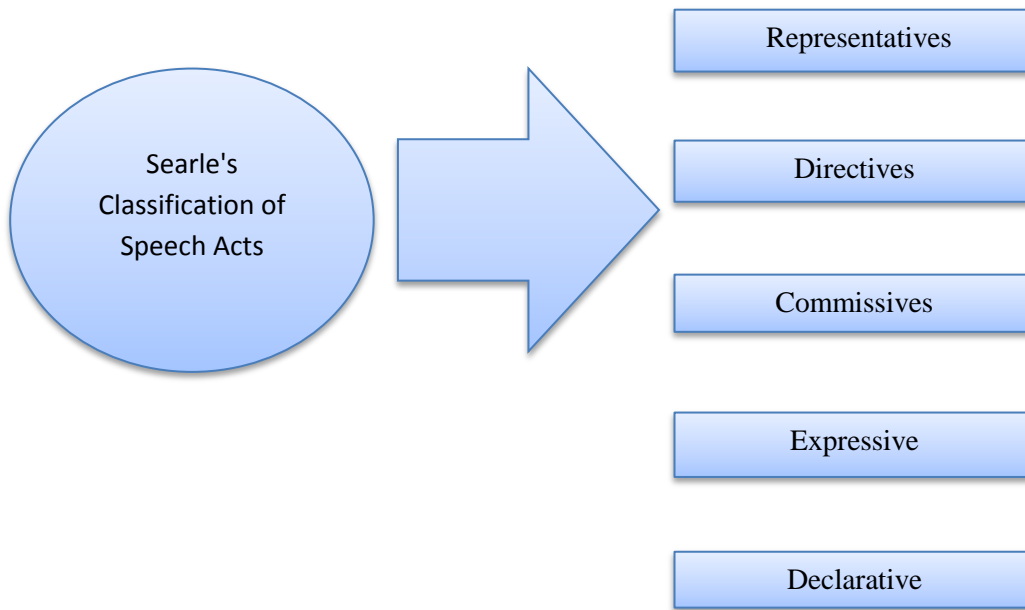 Searle's
Classification of
Speech Acts
Representatives
Directives
Commissives
Expressive
Declarative